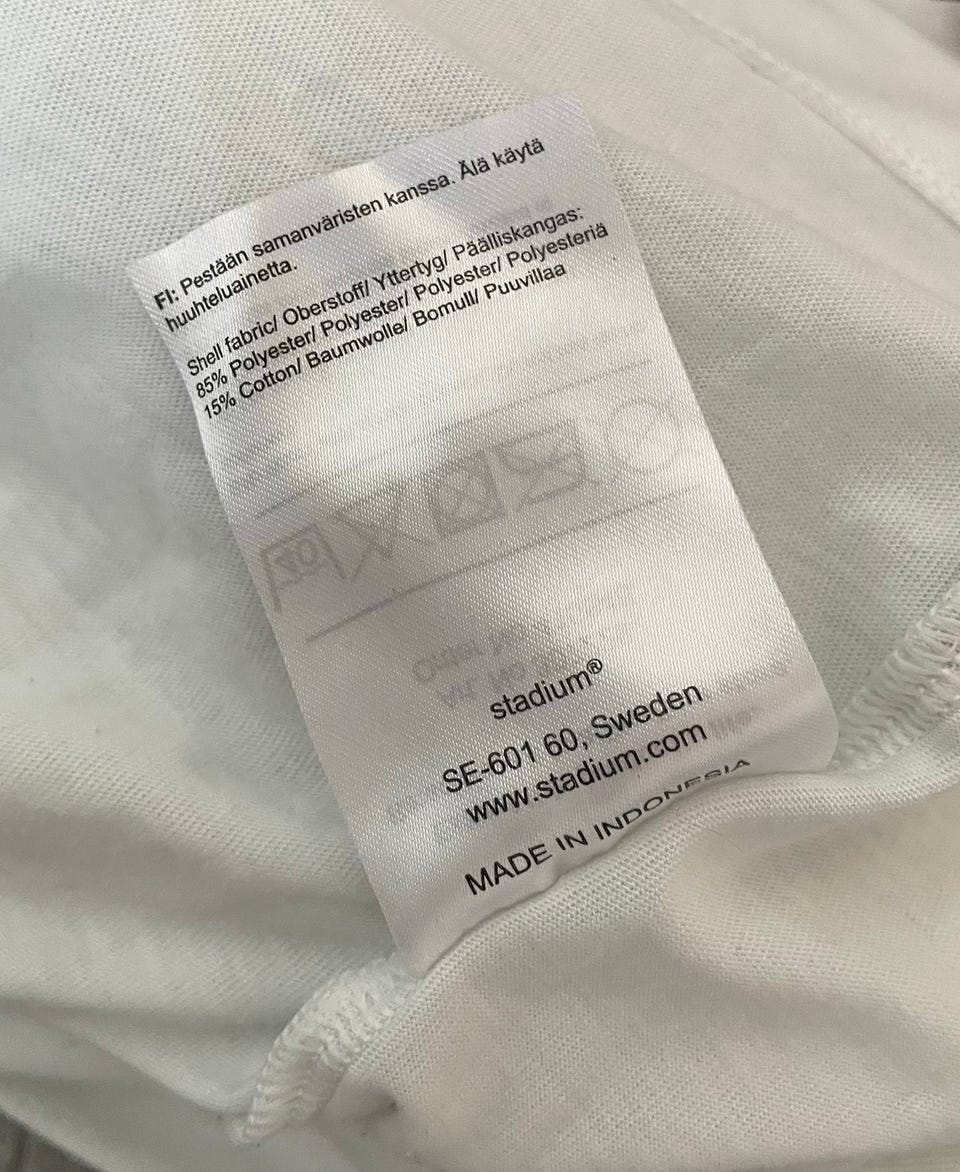 FI: Pestään samanväristen kanssa. Älä käytä
huuhteluainetta.
Shell fabric/ Oberstoff/ Yttertyg/ Päälliskangas:
85% Polyester/ Polyester/ Polyester/ Polyesteriä
15% Cotton/ Baumwolle/ Bomull/ Puuvillaa
stadium®
SE-601 60, Sweden
www.stadium.com
MADE IN INDONESIA